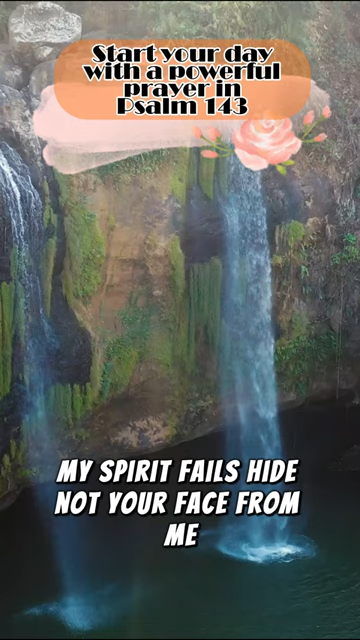 Start your day
with a powerful
prayer in
Psalm 143
MY SPIRIT FAILS HIDE
NOT YOUR FACE FROM
ME